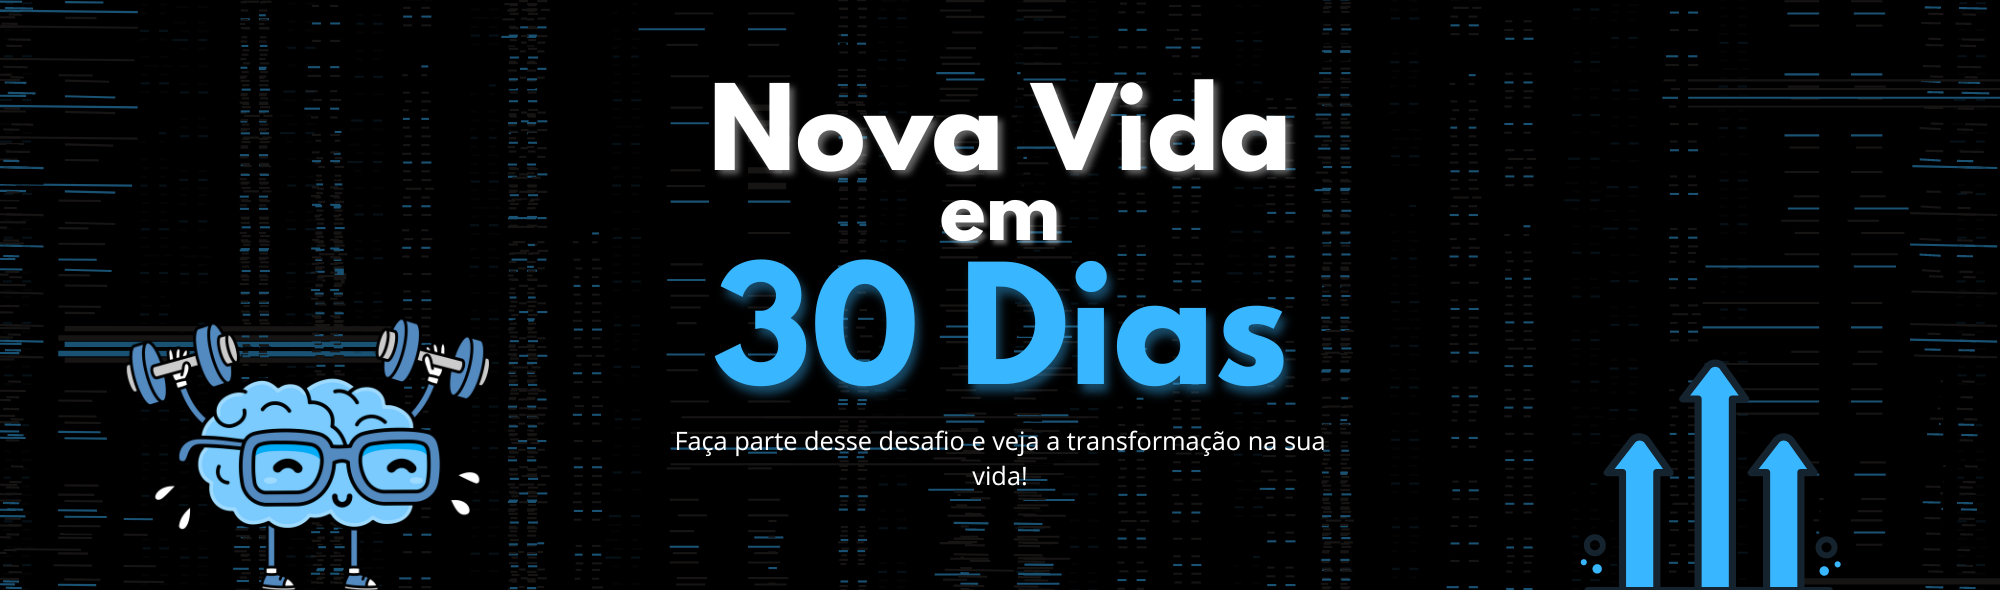 Nova Vida
em
30 Dias
Faça parte desse desafio e veja a transformação na sua
vida!